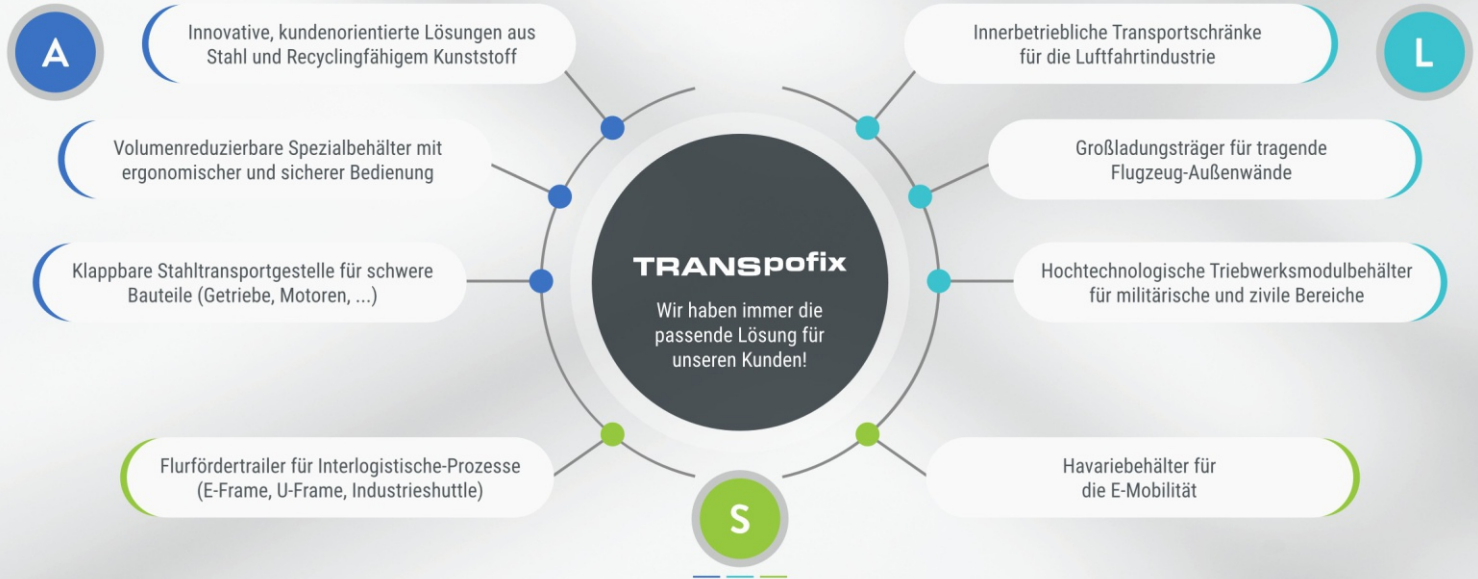 A
Innovative, kundenorientierte Lösungen aus
Stahl und Recyclingfähigem Kunststoff
Volumenreduzierbare Spezialbehälter mit
ergonomischer und sicherer Bedienung
Klappbare Stahltransportgestelle für schwere
Bauteile (Getriebe, Motoren, ...)
Flurfördertrailer für Interlogistische-Prozesse
(E-Frame, U-Frame, Industrieshuttle)
TRANSpofix
Wir haben immer die
passende Lösung für
unseren Kunden!
S
L
Innerbetriebliche Transportschränke
für die Luftfahrtindustrie
Großladungsträger für tragende
Flugzeug-Außenwände
Hochtechnologische Triebwerksmodulbehälter
für militärische und zivile Bereiche
Havariebehälter für
die E-Mobilität